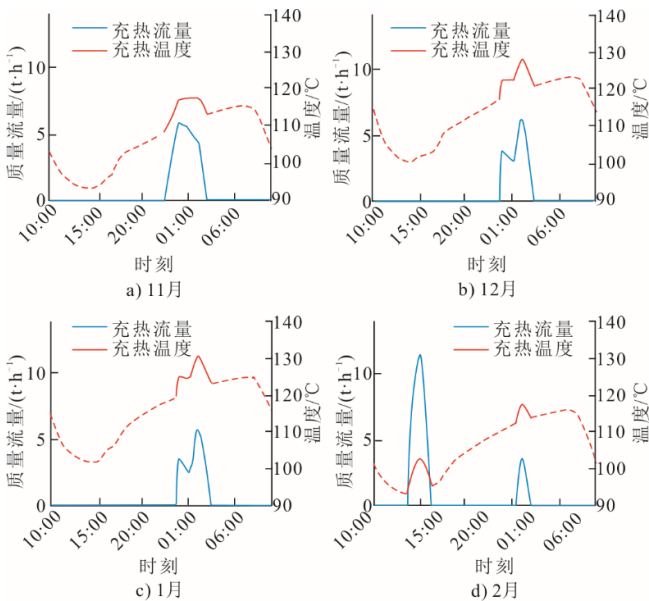 充热流量
充热温度
质量流量/(t·h⁻¹)
10
5
0
温度/℃
140
130
120
110
100
90
10:00
15:00
20:00
01:00
06:00
时刻
a) 11月
充热流量
充热温度
质量流量/(t·h⁻¹)
10
5
0
温度/℃
140
130
120
110
100
90
10:00
15:00
20:00
01:00
06:00
时刻
b) 12月
充热流量
充热温度
质量流量/(t·h⁻¹)
10
5
0
温度/℃
140
130
120
110
100
90
10:00
15:00
20:00
01:00
06:00
时刻
c) 1月
充热流量
充热温度
质量流量/(t·h⁻¹)
10
5
0
温度/℃
140
130
120
110
100
90
10:00
15:00
20:00
01:00
06:00
时刻
d) 2月